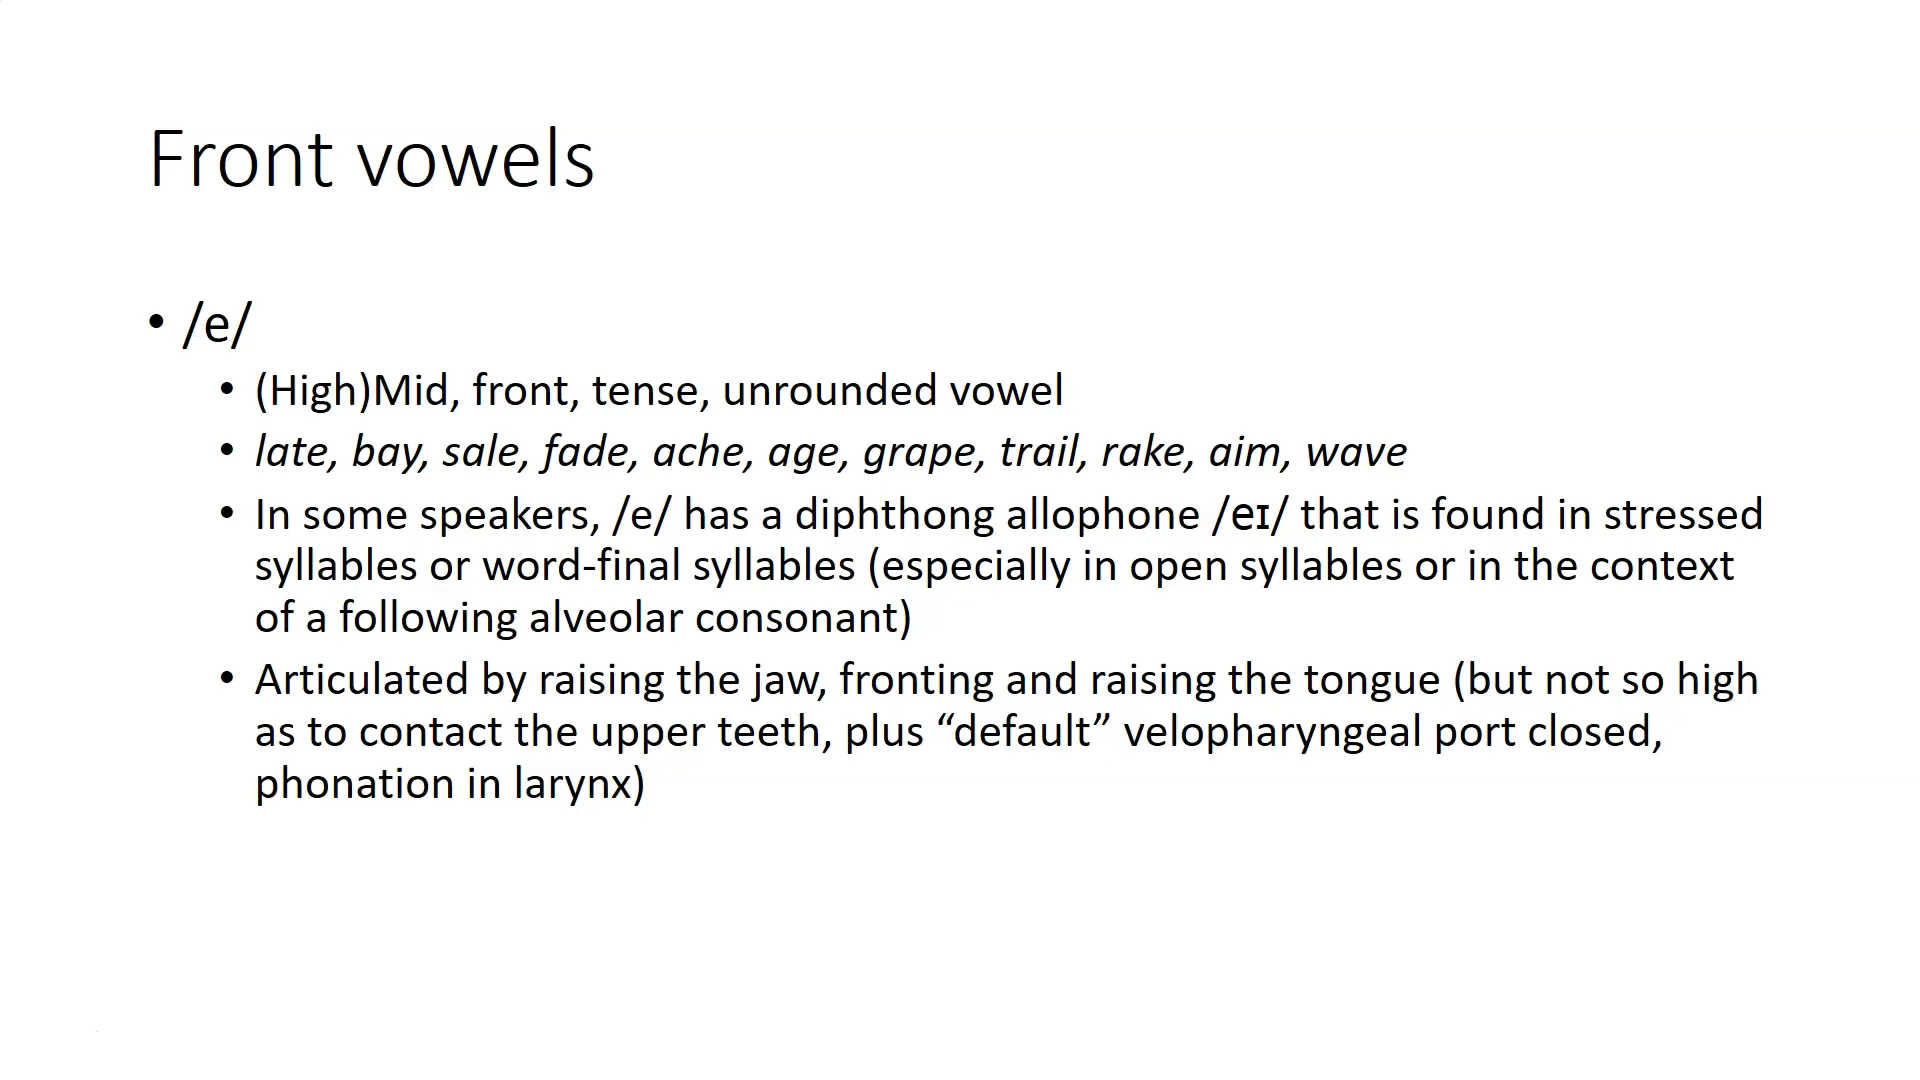 Front vowels
• /e/
• (High)Mid, front, tense, unrounded vowel
• late, bay, sale, fade, ache, age, grape, trail, rake, aim, wave
• In some speakers, /e/ has a diphthong allophone /eɪ/ that is found in stressed
syllables or word-final syllables (especially in open syllables or in the context
of a following alveolar consonant)
• Articulated by raising the jaw, fronting and raising the tongue (but not so high
as to contact the upper teeth, plus “default” velopharyngeal port closed,
phonation in larynx)